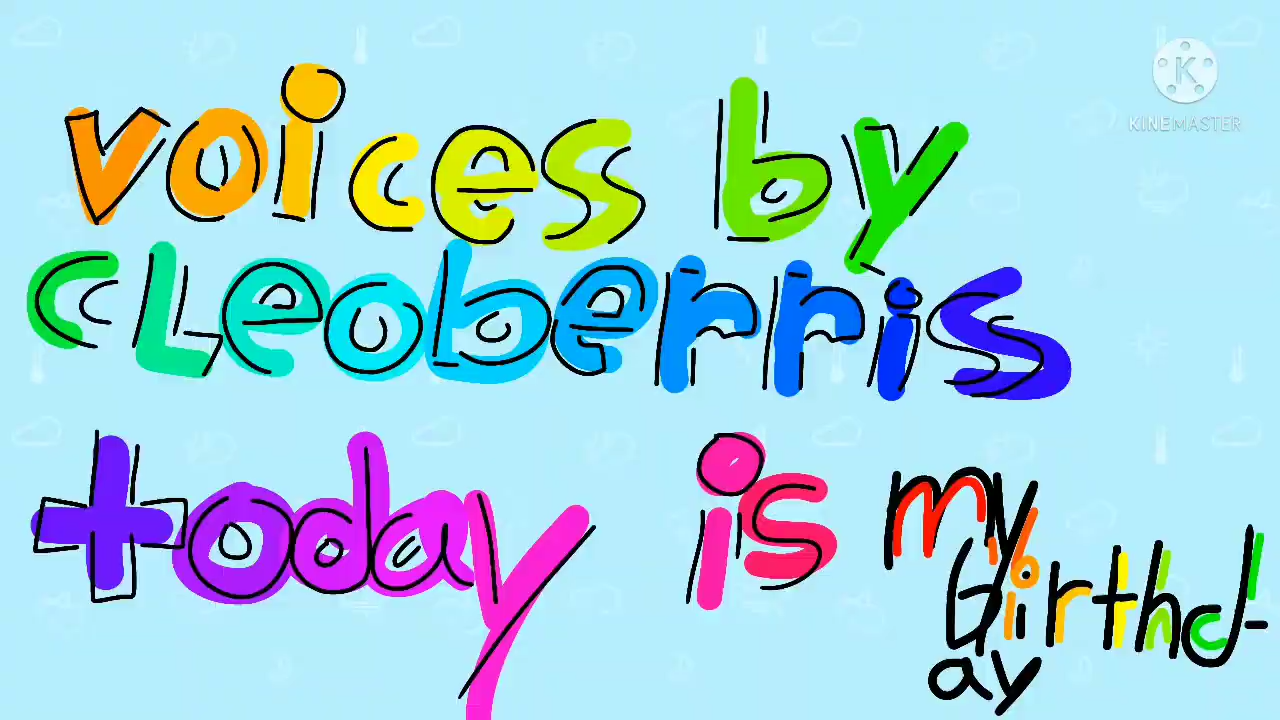 KINEMASTER
voices by
cLeoberris
today is my
birthd-
ay